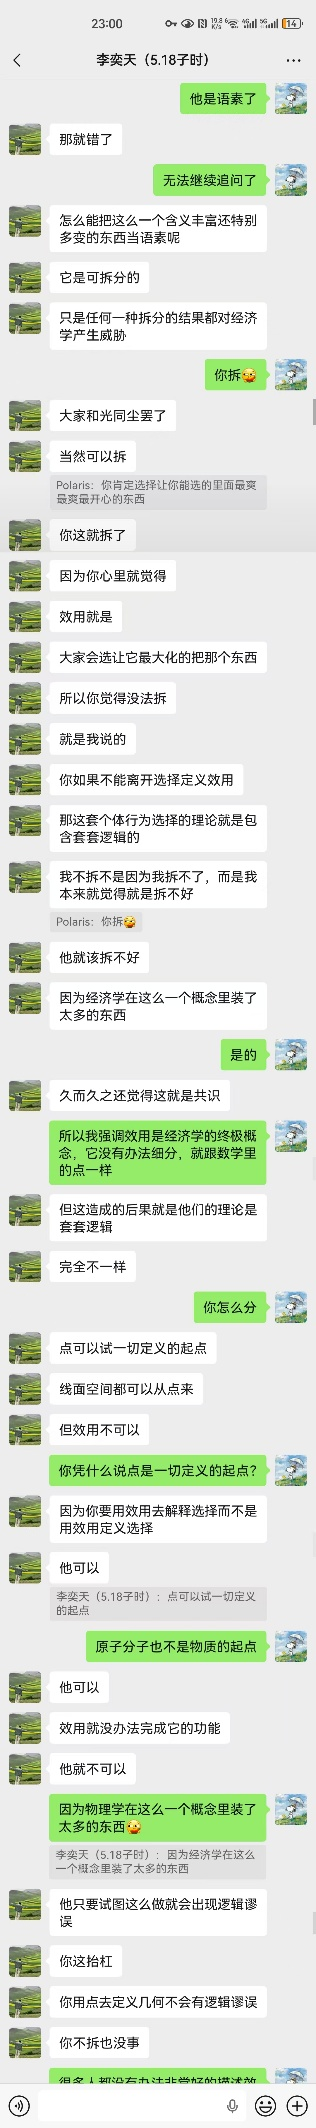 23:00
19.8 K/s
14
李奕天（5.18子时）
他是语素了
那就错了
无法继续追问了
怎么能把这么一个含义丰富还特别
多变的东西当语素呢
它是可拆分的
只是任何一种拆分的结果都对经济
学产生威胁
你拆
大家和光同尘罢了
当然可以拆
Polaris：你肯定选择让你能选的里面最爽
最爽最开心的东西
你这就拆了
因为你心里就觉得
效用就是
大家会选让它最大化的把那个东西
所以你觉得没法拆
就是我说的
你如果不能离开选择定义效用
那这套个体行为选择的理论就是包
含套套逻辑的
我不拆不是因为我拆不了，而是我
本来就觉得就是拆不好
Polaris：你拆
他就该拆不好
因为经济学在这么一个概念里装了
太多的东西
是的
久而久之还觉得这就是共识
所以我强调效用是经济学的终极概
念，它没有办法细分，就跟数学里
的点一样
但这造成的后果就是他们的理论是
套套逻辑
完全不一样
你怎么分
点可以试一切定义的起点
线面空间都可以从点来
但效用不可以
你凭什么说点是一切定义的起点？
因为你要用效用去解释选择而不是
用效用定义选择
他可以
李奕天（5.18子时）：点可以试一切定义
的起点
原子分子也不是物质的起点
他可以
效用就没办法完成它的功能
他就不可以
因为物理学在这么一个概念里装了
太多的东西
李奕天（5.18子时）：因为经济学在这么
一个概念里装了太多的东西
他只要试图这么做就会出现逻辑谬
误
你这抬杠
你用点去定义几何不会有逻辑谬误
你不拆也没事